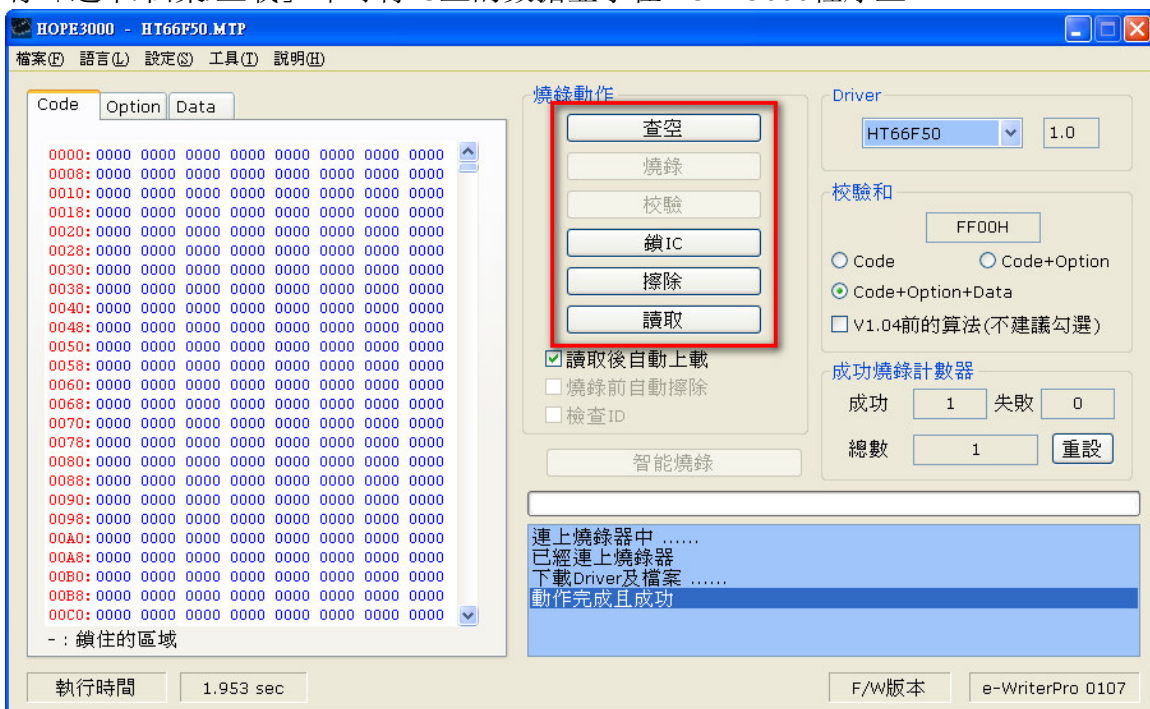 HOPE3000 - HT66F50.MTP
檔案(F) 語言(L) 設定(S) 工具(T) 說明(H)
Code Option Data
0000: 0000 0000 0000 0000 0000 0000 0000 0000
0008: 0000 0000 0000 0000 0000 0000 0000 0000
0010: 0000 0000 0000 0000 0000 0000 0000 0000
0018: 0000 0000 0000 0000 0000 0000 0000 0000
0020: 0000 0000 0000 0000 0000 0000 0000 0000
0028: 0000 0000 0000 0000 0000 0000 0000 0000
0030: 0000 0000 0000 0000 0000 0000 0000 0000
0038: 0000 0000 0000 0000 0000 0000 0000 0000
0040: 0000 0000 0000 0000 0000 0000 0000 0000
0048: 0000 0000 0000 0000 0000 0000 0000 0000
0050: 0000 0000 0000 0000 0000 0000 0000 0000
0058: 0000 0000 0000 0000 0000 0000 0000 0000
0060: 0000 0000 0000 0000 0000 0000 0000 0000
0068: 0000 0000 0000 0000 0000 0000 0000 0000
0070: 0000 0000 0000 0000 0000 0000 0000 0000
0078: 0000 0000 0000 0000 0000 0000 0000 0000
0080: 0000 0000 0000 0000 0000 0000 0000 0000
0088: 0000 0000 0000 0000 0000 0000 0000 0000
0090: 0000 0000 0000 0000 0000 0000 0000 0000
0098: 0000 0000 0000 0000 0000 0000 0000 0000
00A0: 0000 0000 0000 0000 0000 0000 0000 0000
00A8: 0000 0000 0000 0000 0000 0000 0000 0000
00B0: 0000 0000 0000 0000 0000 0000 0000 0000
00B8: 0000 0000 0000 0000 0000 0000 0000 0000
00C0: 0000 0000 0000 0000 0000 0000 0000 0000
- : 鎖住的區域
燒錄動作
查空
燒錄
校驗
鎖IC
擦除
讀取
讀取後自動上載
燒錄前自動擦除
檢查ID
智能燒錄
Driver
HT66F50 1.0
校驗和
FF00H
Code Code+Option
Code+Option+Data
V1.04前的算法(不建議勾選)
成功燒錄計數器
成功 1 失敗 0
總數 1 重設
連上燒錄器中 ......
已經連上燒錄器
下載Driver及檔案 ......
動作完成且成功
執行時間 1.953 sec F/W版本 e-WriterPro 0107